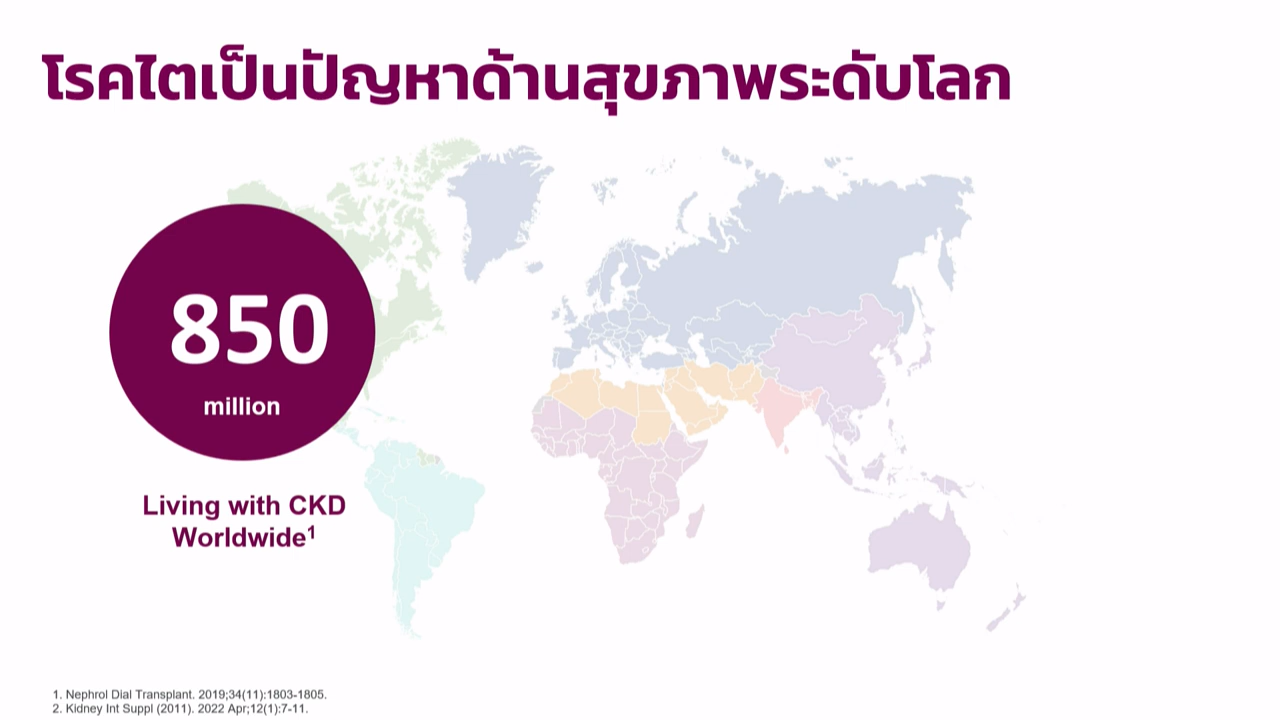 โรคไตเป็นปัญหาด้านสุขภาพระดับโลก
850
million
Living with CKD
Worldwide¹
1. Nephrol Dial Transplant. 2019;34(11):1803-1805.
2. Kidney Int Suppl (2011). 2022 Apr;12(1):7-11.